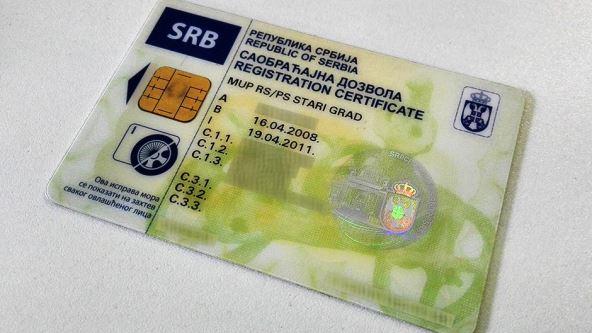 SRB
РЕПУБЛИКА СРБИЈА
REPUBLIC OF SERBIA
САОБРАЋАЈНА ДОЗВОЛА
REGISTRATION CERTIFICATE
MUP RS/PS STARI GRAD
A
B 16.04.2008.
I 19.04.2011.
C.1.1.
C.1.2.
C.1.3.
C.3.1.
C.3.2.
C.3.3.
Ова исправа мора
се показати на захтев
сваког овлашћеног лица